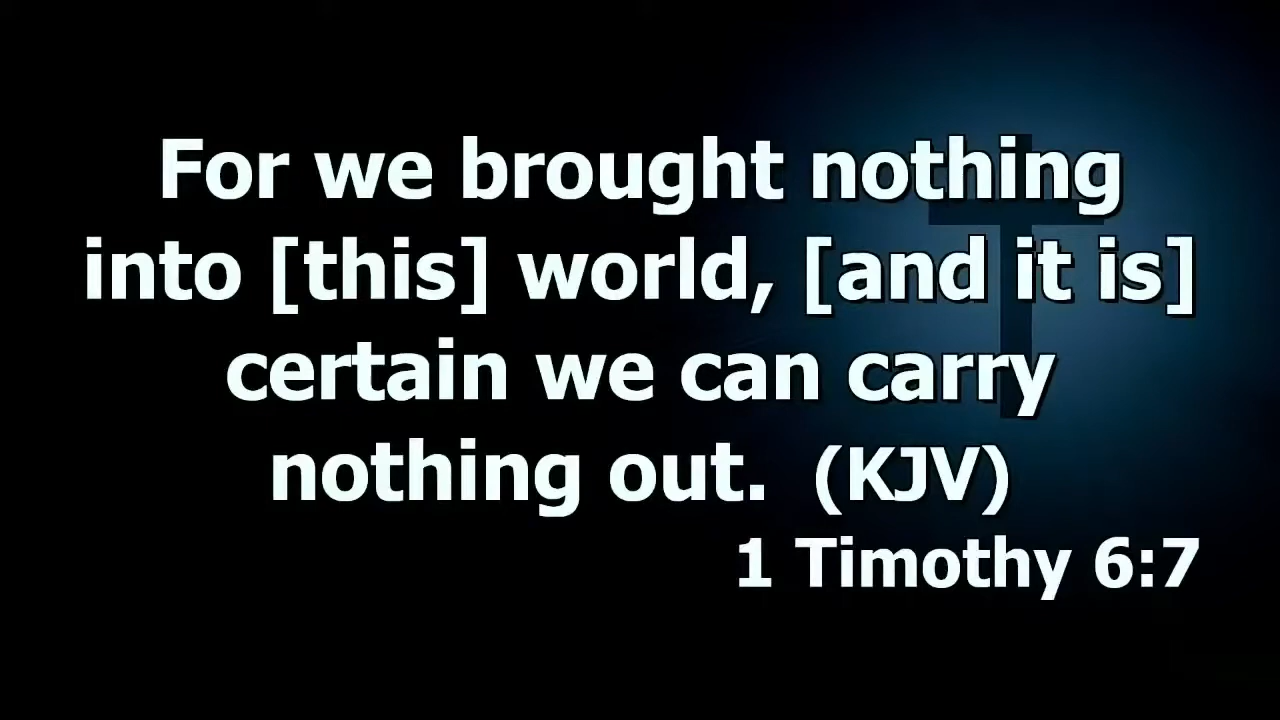 For we brought nothing
into [this] world, [and it is]
certain we can carry
nothing out. (KJV)
1 Timothy 6:7